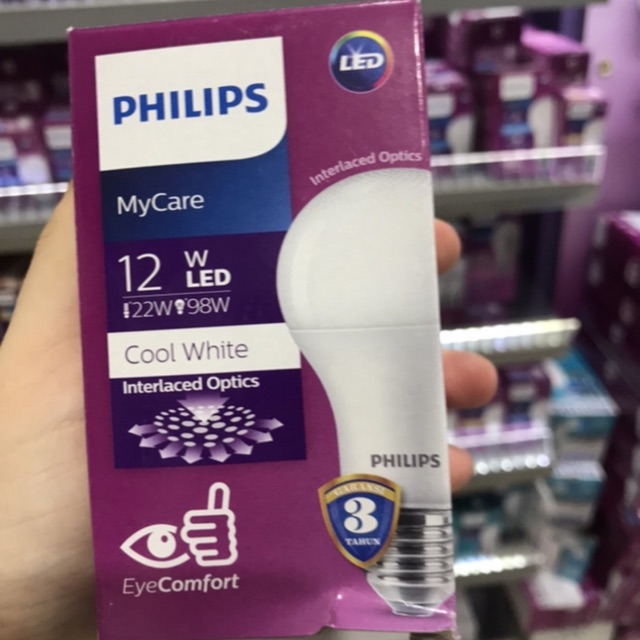 PHILIPS
LED
MyCare
Interlaced Optics
12 W LED
22W 98W
Cool White
Interlaced Optics
PHILIPS
GARANSI
3
TAHUN
EyeComfort